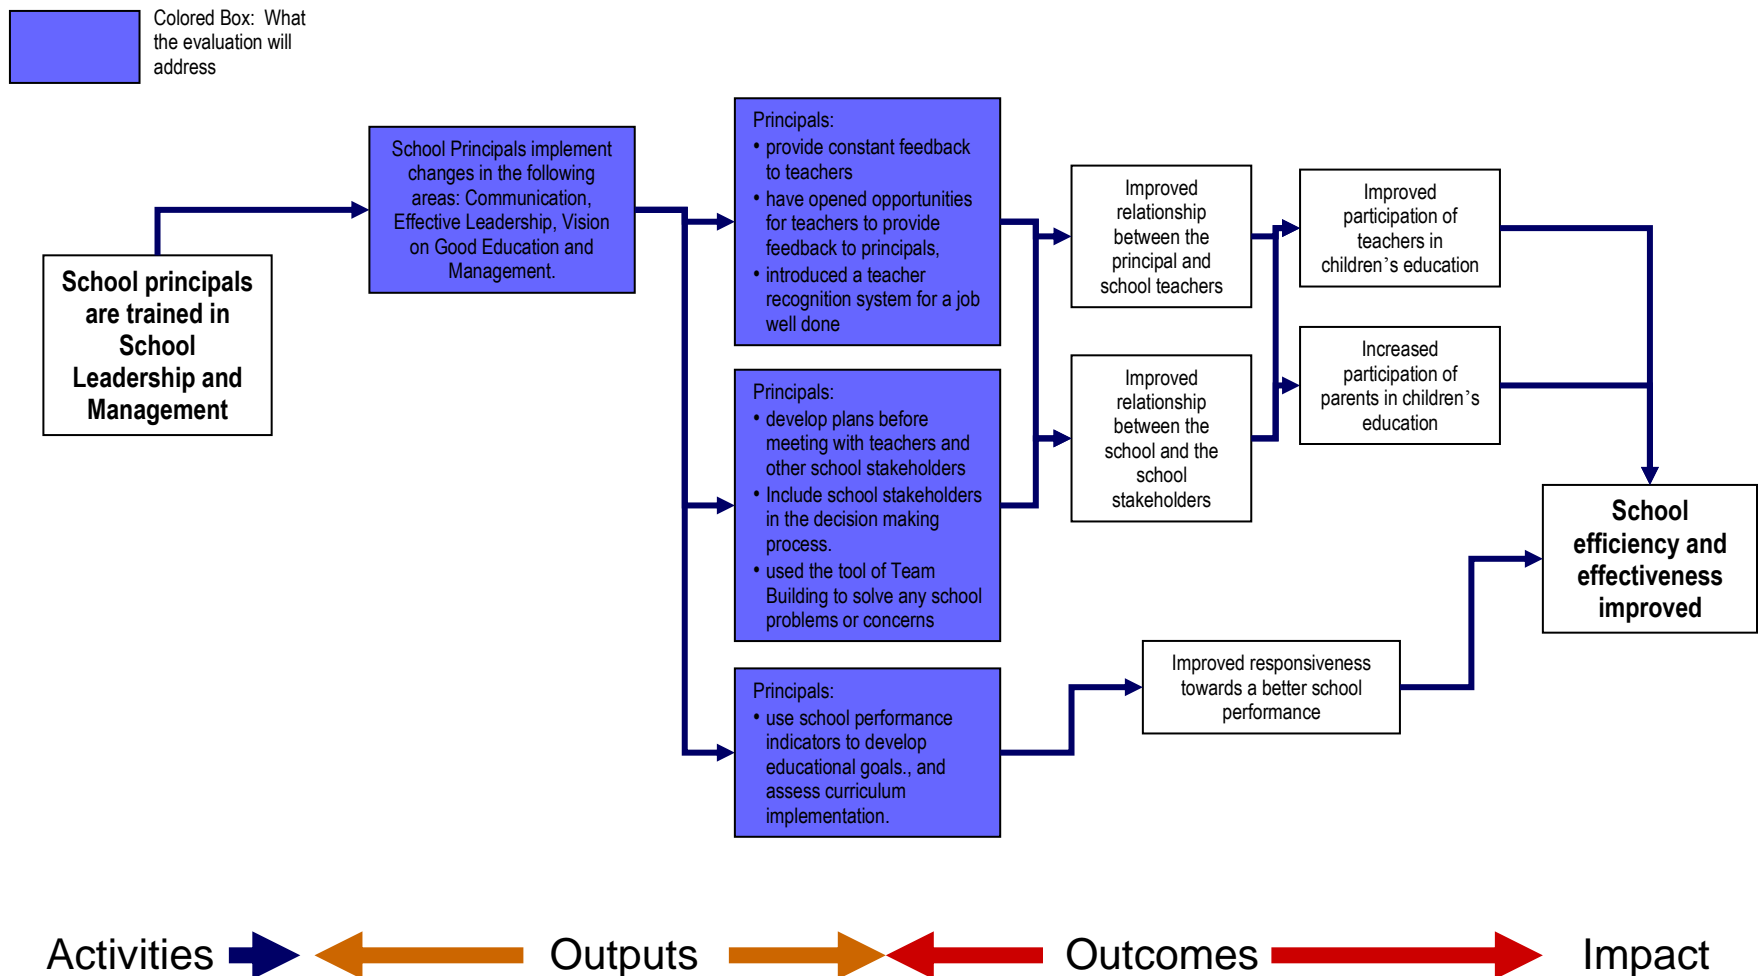 Colored Box:  What
the evaluation will
address
School principals
are trained in
School
Leadership and
Management
School Principals implement
changes in the following
areas: Communication,
Effective Leadership, Vision
on Good Education and
Management.
Principals:
• provide constant feedback
to teachers
• have opened opportunities
for teachers to provide
feedback to principals,
• introduced a teacher
recognition system for a job
well done
Principals:
• develop plans before
meeting with teachers and
other school stakeholders
• Include school stakeholders
in the decision making
process.
• used the tool of Team
Building to solve any school
problems or concerns
Principals:
• use school performance
indicators to develop
educational goals., and
assess curriculum
implementation.
Improved
relationship
between the
principal and
school teachers
Improved
relationship
between the
school and the
school
stakeholders
Improved
participation of
teachers in
children’s education
Increased
participation of
parents in children’s
education
Improved responsiveness
towards a better school
performance
School
efficiency and
effectiveness
improved
Activities
Outputs
Outcomes
Impact